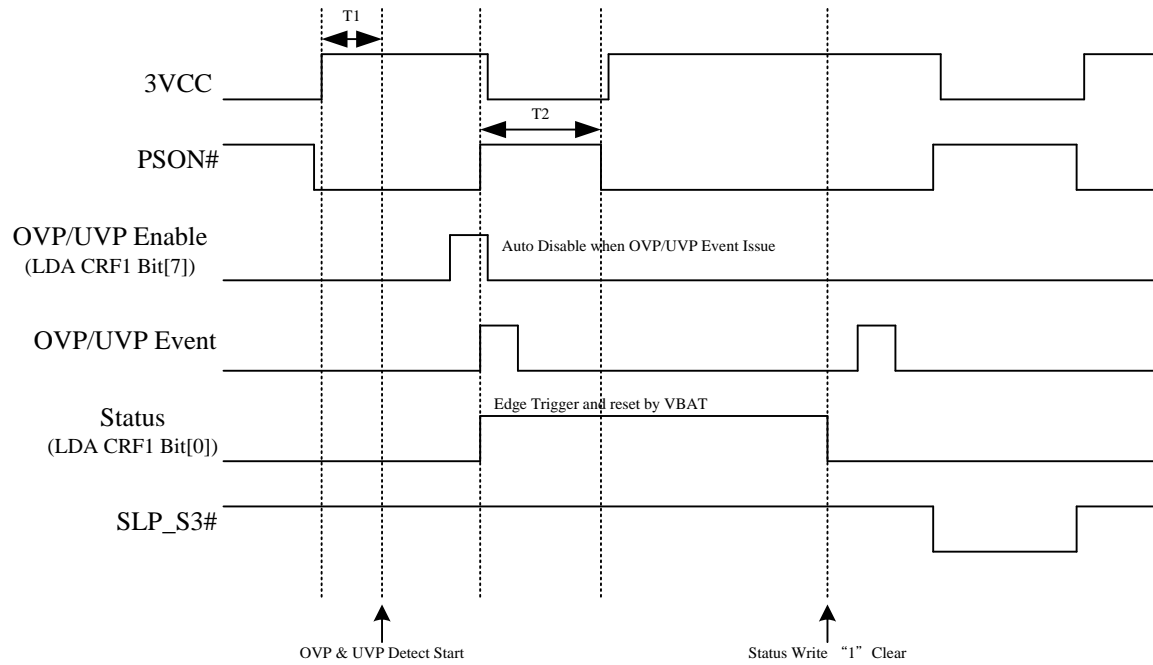 T1
3VCC
T2
PSON#
OVP/UVP Enable
(LDA CRF1 Bit[7])
Auto Disable when OVP/UVP Event Issue
OVP/UVP Event
Edge Trigger and reset by VBAT
Status
(LDA CRF1 Bit[0])
SLP_S3#
OVP & UVP Detect Start
Status Write “1” Clear